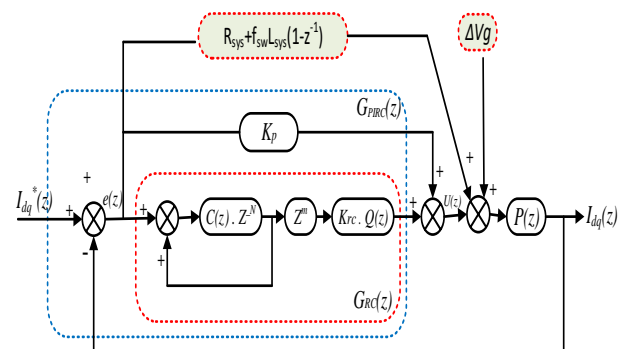 Rsys+fswLsys(1-z-1)
ΔVg
GPIRC(z)
Kp
+
+
+
+
Idq*(z)
+
e(z)
+
C(z) . Z-N
Zm
Krc . Q(z)
+
U(z)
P(z)
Idq(z)
-
+
GRC(z)